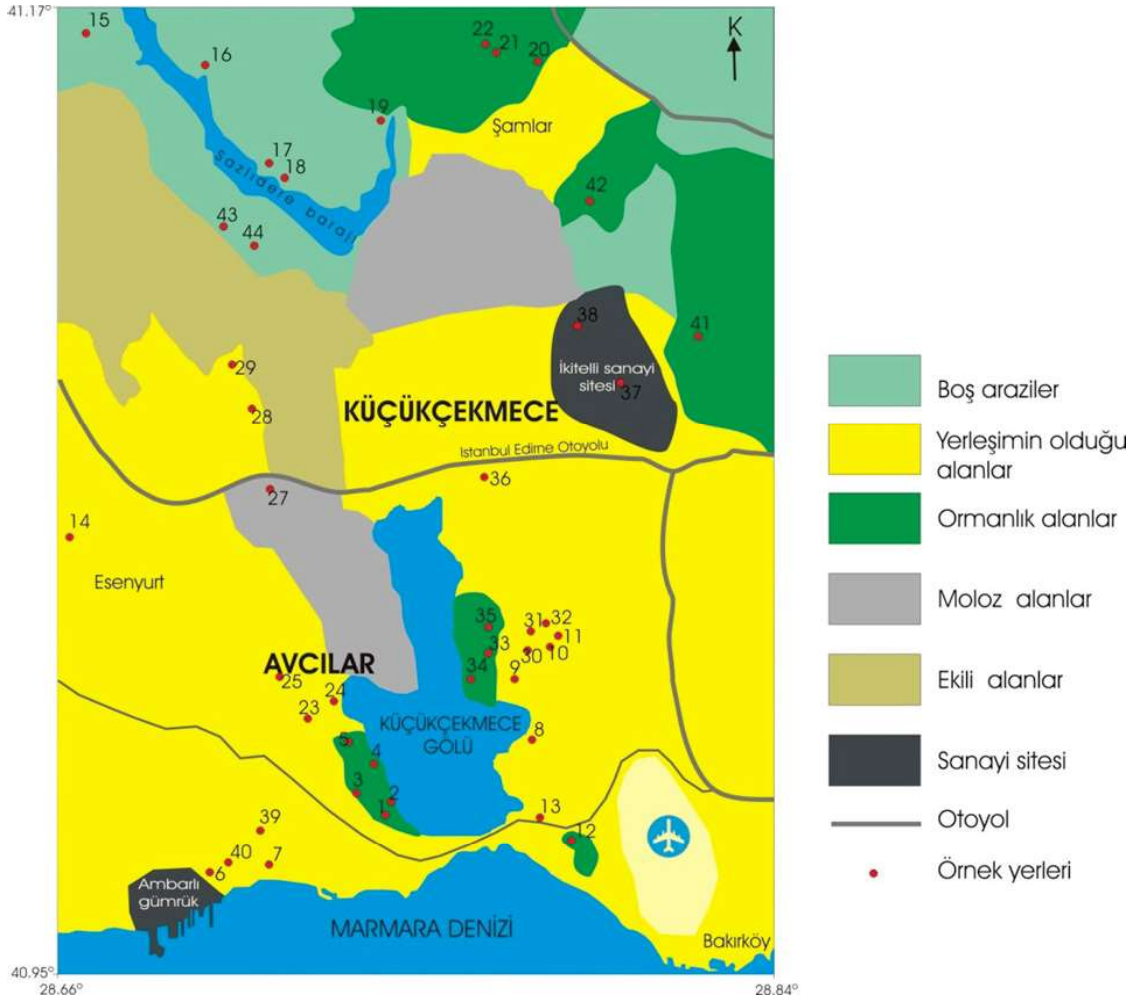 41.17°
15
22
21
20
K
16
19
Şamlar
17
18
Sazlıdere barajı
42
43
44
38
41
İkitelli sanayi
sitesi
37
29
28
KÜÇÜKÇEKMECE
İstanbul Edirne Otoyolu
36
27
14
Esenyurt
35
31
32
11
33
30
10
34
9
AVCILAR
25
24
23
KÜÇÜKÇEKMECE
GÖLÜ
8
5
4
3
2
1
13
12
39
40
7
6
Ambarlı
gümrük
MARMARA DENİZİ
Bakırköy
40.95°
28.66°
28.84°
Boş araziler
Yerleşimin olduğu
alanlar
Ormanlık alanlar
Moloz alanlar
Ekili alanlar
Sanayi sitesi
Otoyol
Örnek yerleri